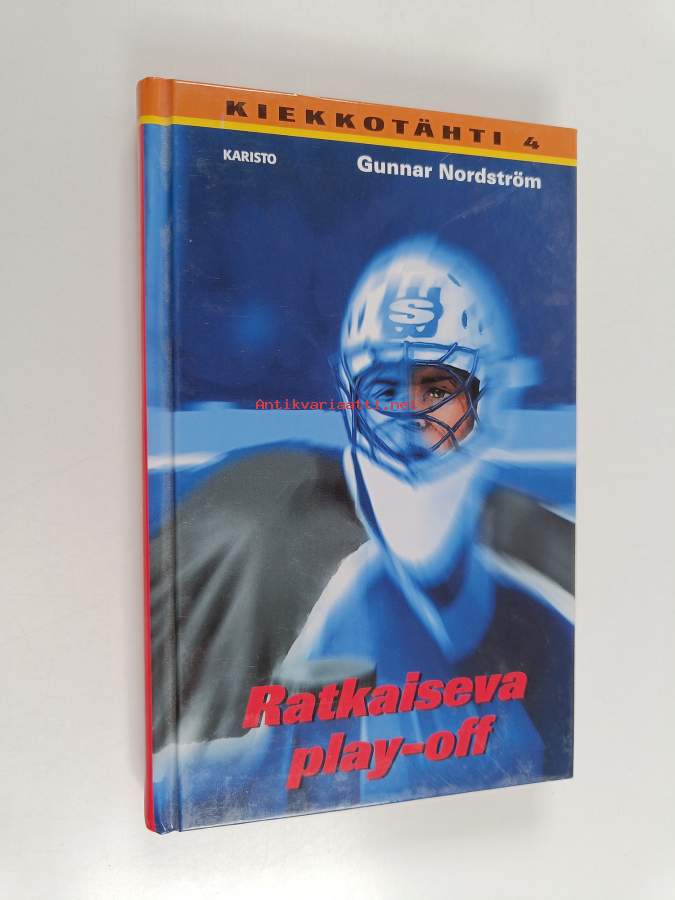 KIEKKOTÄHTI 4
KARISTO
Gunnar Nordström
S
Antikvariaatti.net
Ratkaiseva
play-off